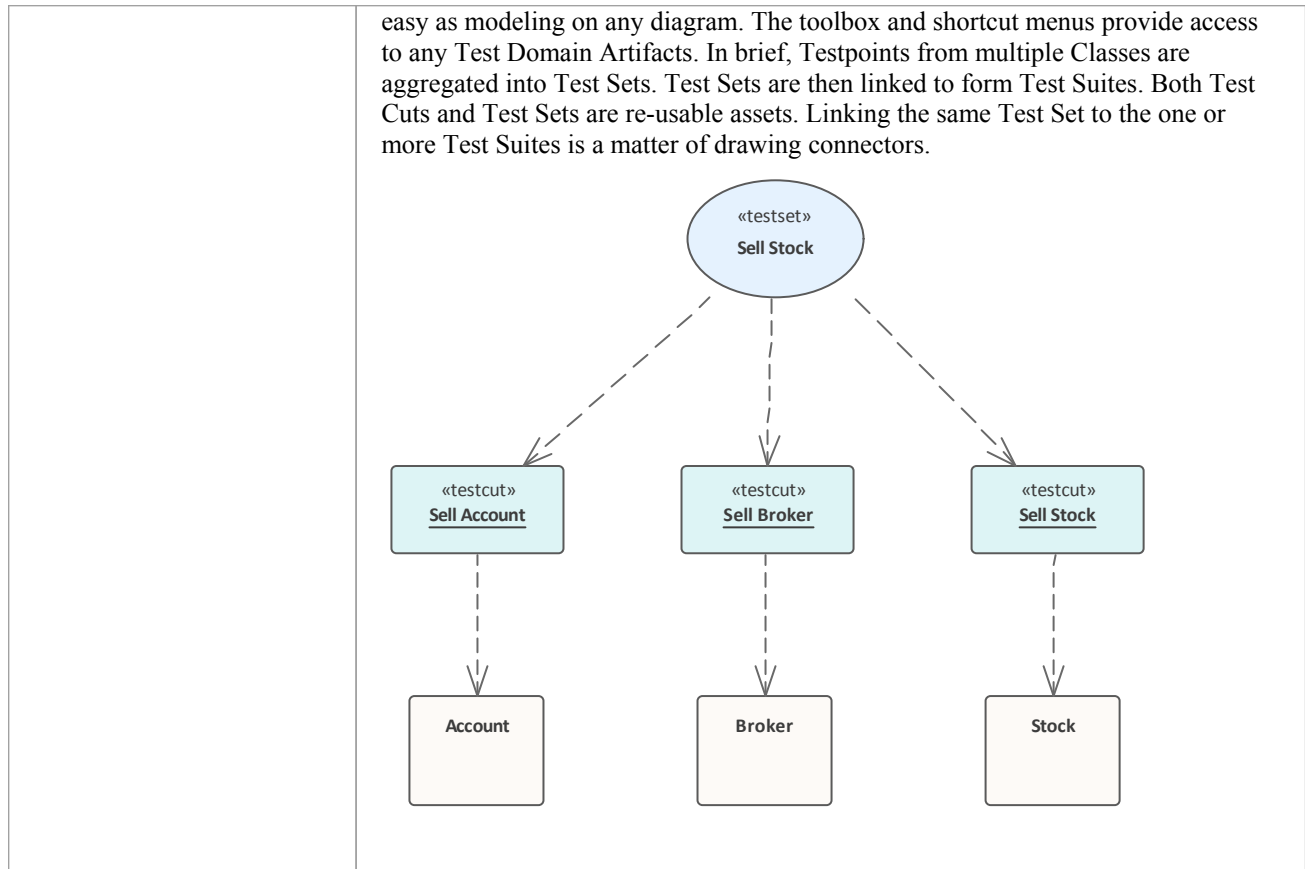 easy as modeling on any diagram. The toolbox and shortcut menus provide access
to any Test Domain Artifacts. In brief, Testpoints from multiple Classes are
aggregated into Test Sets. Test Sets are then linked to form Test Suites. Both Test
Cuts and Test Sets are re-usable assets. Linking the same Test Set to the one or
more Test Suites is a matter of drawing connectors.
«testset»
Sell Stock
«testcut»
Sell Account
«testcut»
Sell Broker
«testcut»
Sell Stock
Account
Broker
Stock